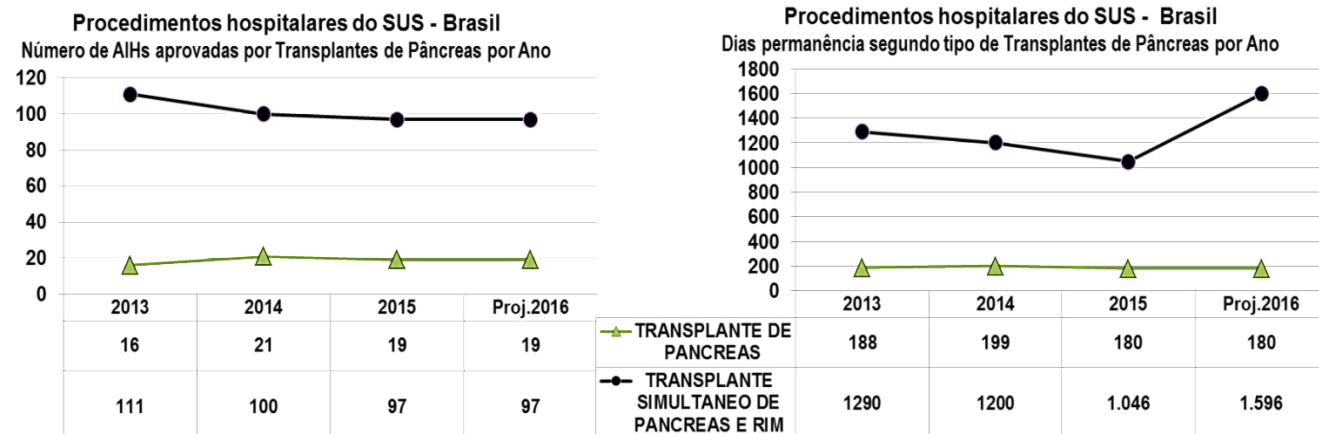 Procedimentos hospitalares do SUS - Brasil
Número de AIHs aprovadas por Transplantes de Pâncreas por Ano
120
100
80
60
40
20
0
2013 2014 2015 Proj.2016
16 21 19 19
111 100 97 97
Procedimentos hospitalares do SUS - Brasil
Dias permanência segundo tipo de Transplantes de Pâncreas por Ano
1800
1600
1400
1200
1000
800
600
400
200
0
2013 2014 2015 Proj.2016
TRANSPLANTE DE
PANCREAS
188 199 180 180
TRANSPLANTE
SIMULTANEO DE
PANCREAS E RIM
1290 1200 1.046 1.596